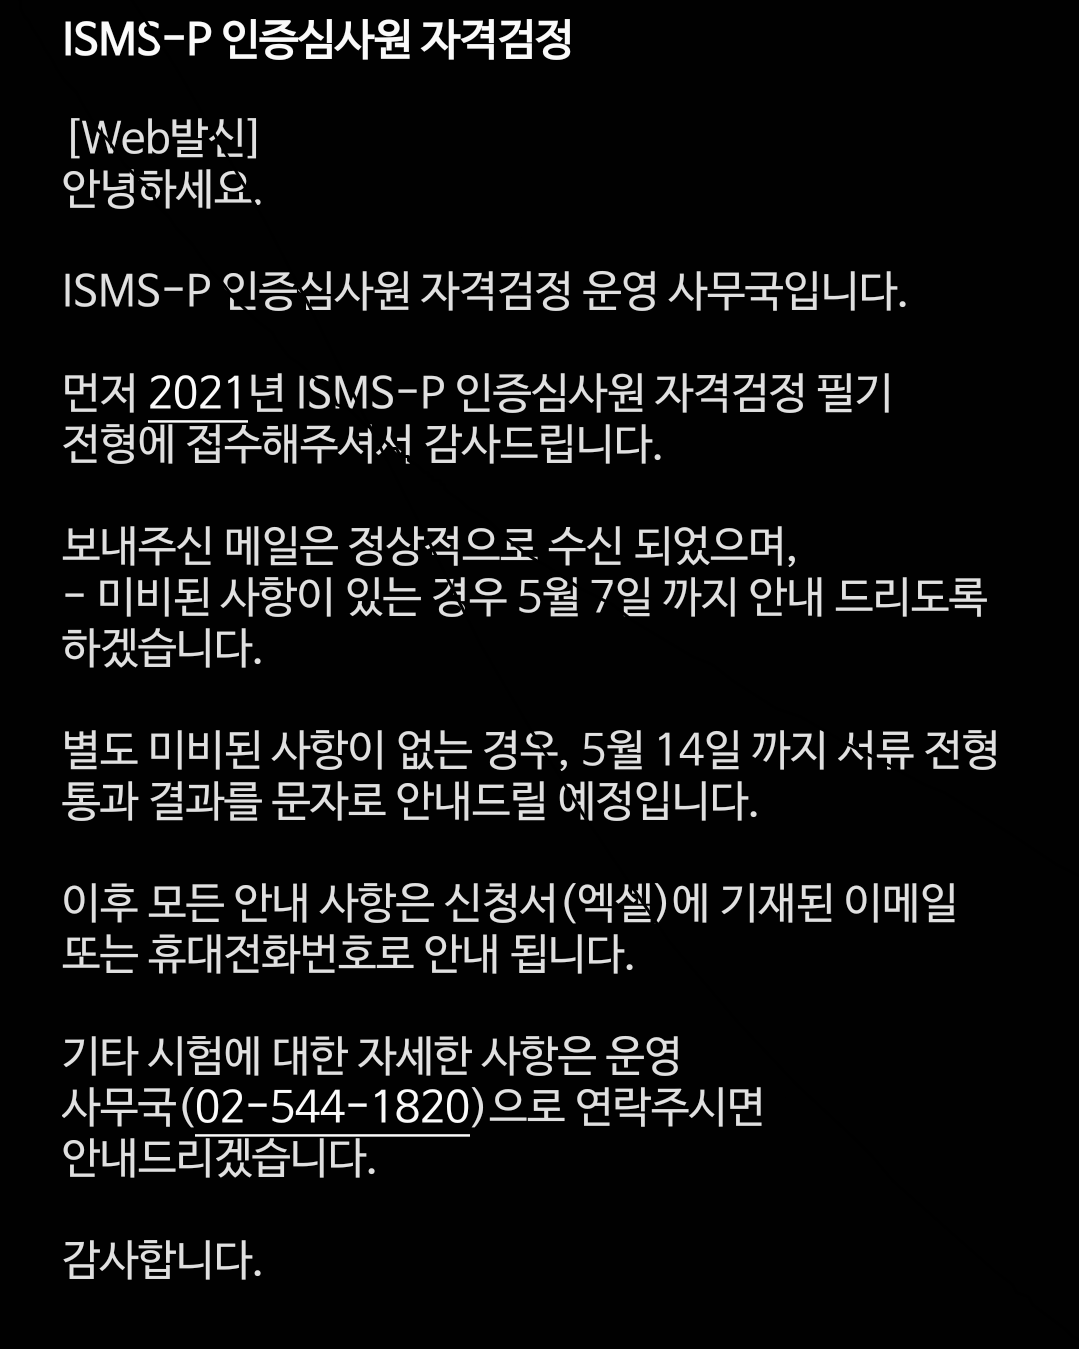 ISMS-P 인증심사원 자격검정
[Web발신]
안녕하세요.
ISMS-P 인증심사원 자격검정 운영 사무국입니다.
먼저 2021년 ISMS-P 인증심사원 자격검정 필기
전형에 접수해주셔서 감사드립니다.
보내주신 메일은 정상적으로 수신 되었으며,
- 미비된 사항이 있는 경우 5월 7일 까지 안내 드리도록
하겠습니다.
별도 미비된 사항이 없는 경우, 5월 14일 까지 서류 전형
통과 결과를 문자로 안내드릴 예정입니다.
이후 모든 안내 사항은 신청서(엑셀)에 기재된 이메일
또는 휴대전화번호로 안내 됩니다.
기타 시험에 대한 자세한 사항은 운영
사무국(02-544-1820)으로 연락주시면
안내드리겠습니다.
감사합니다.